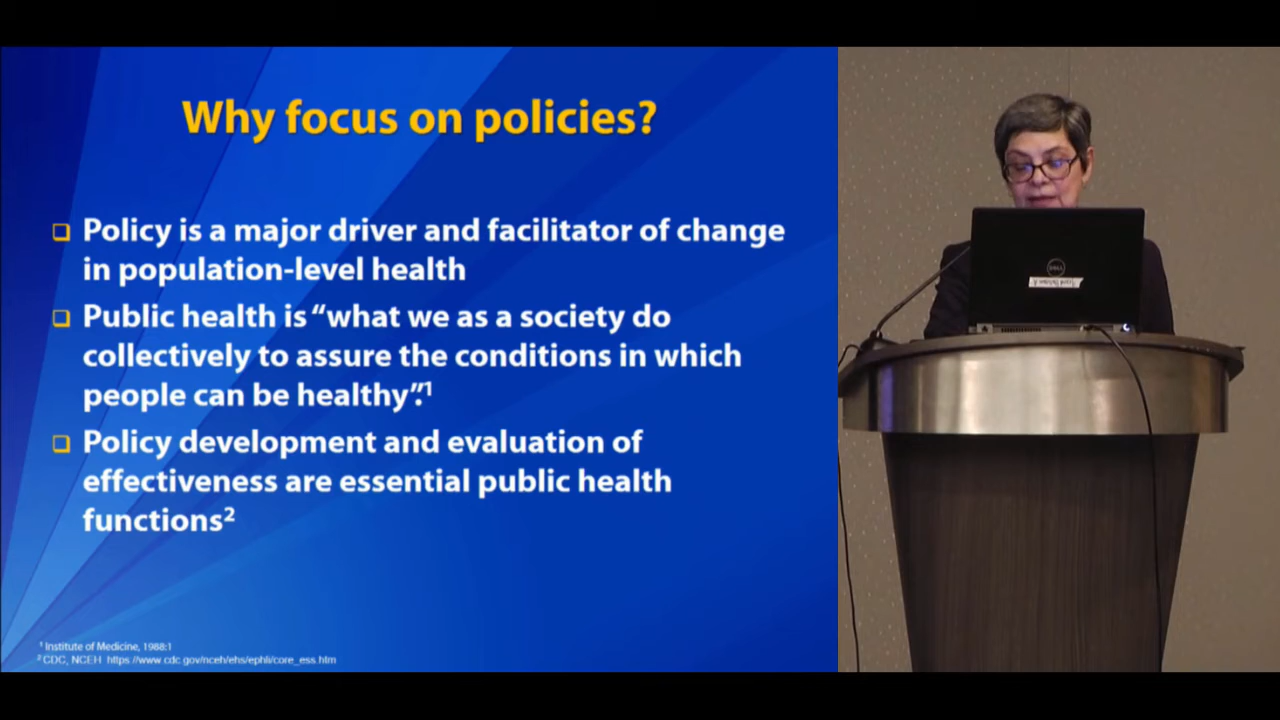 Why focus on policies?
❑ Policy is a major driver and facilitator of change
in population-level health
❑ Public health is “what we as a society do
collectively to assure the conditions in which
people can be healthy”.¹
❑ Policy development and evaluation of
effectiveness are essential public health
functions²
¹ Institute of Medicine, 1988:1
² CDC, NCEH https://www.cdc.gov/nceh/ehs/ephli/core_ess.htm
DELL